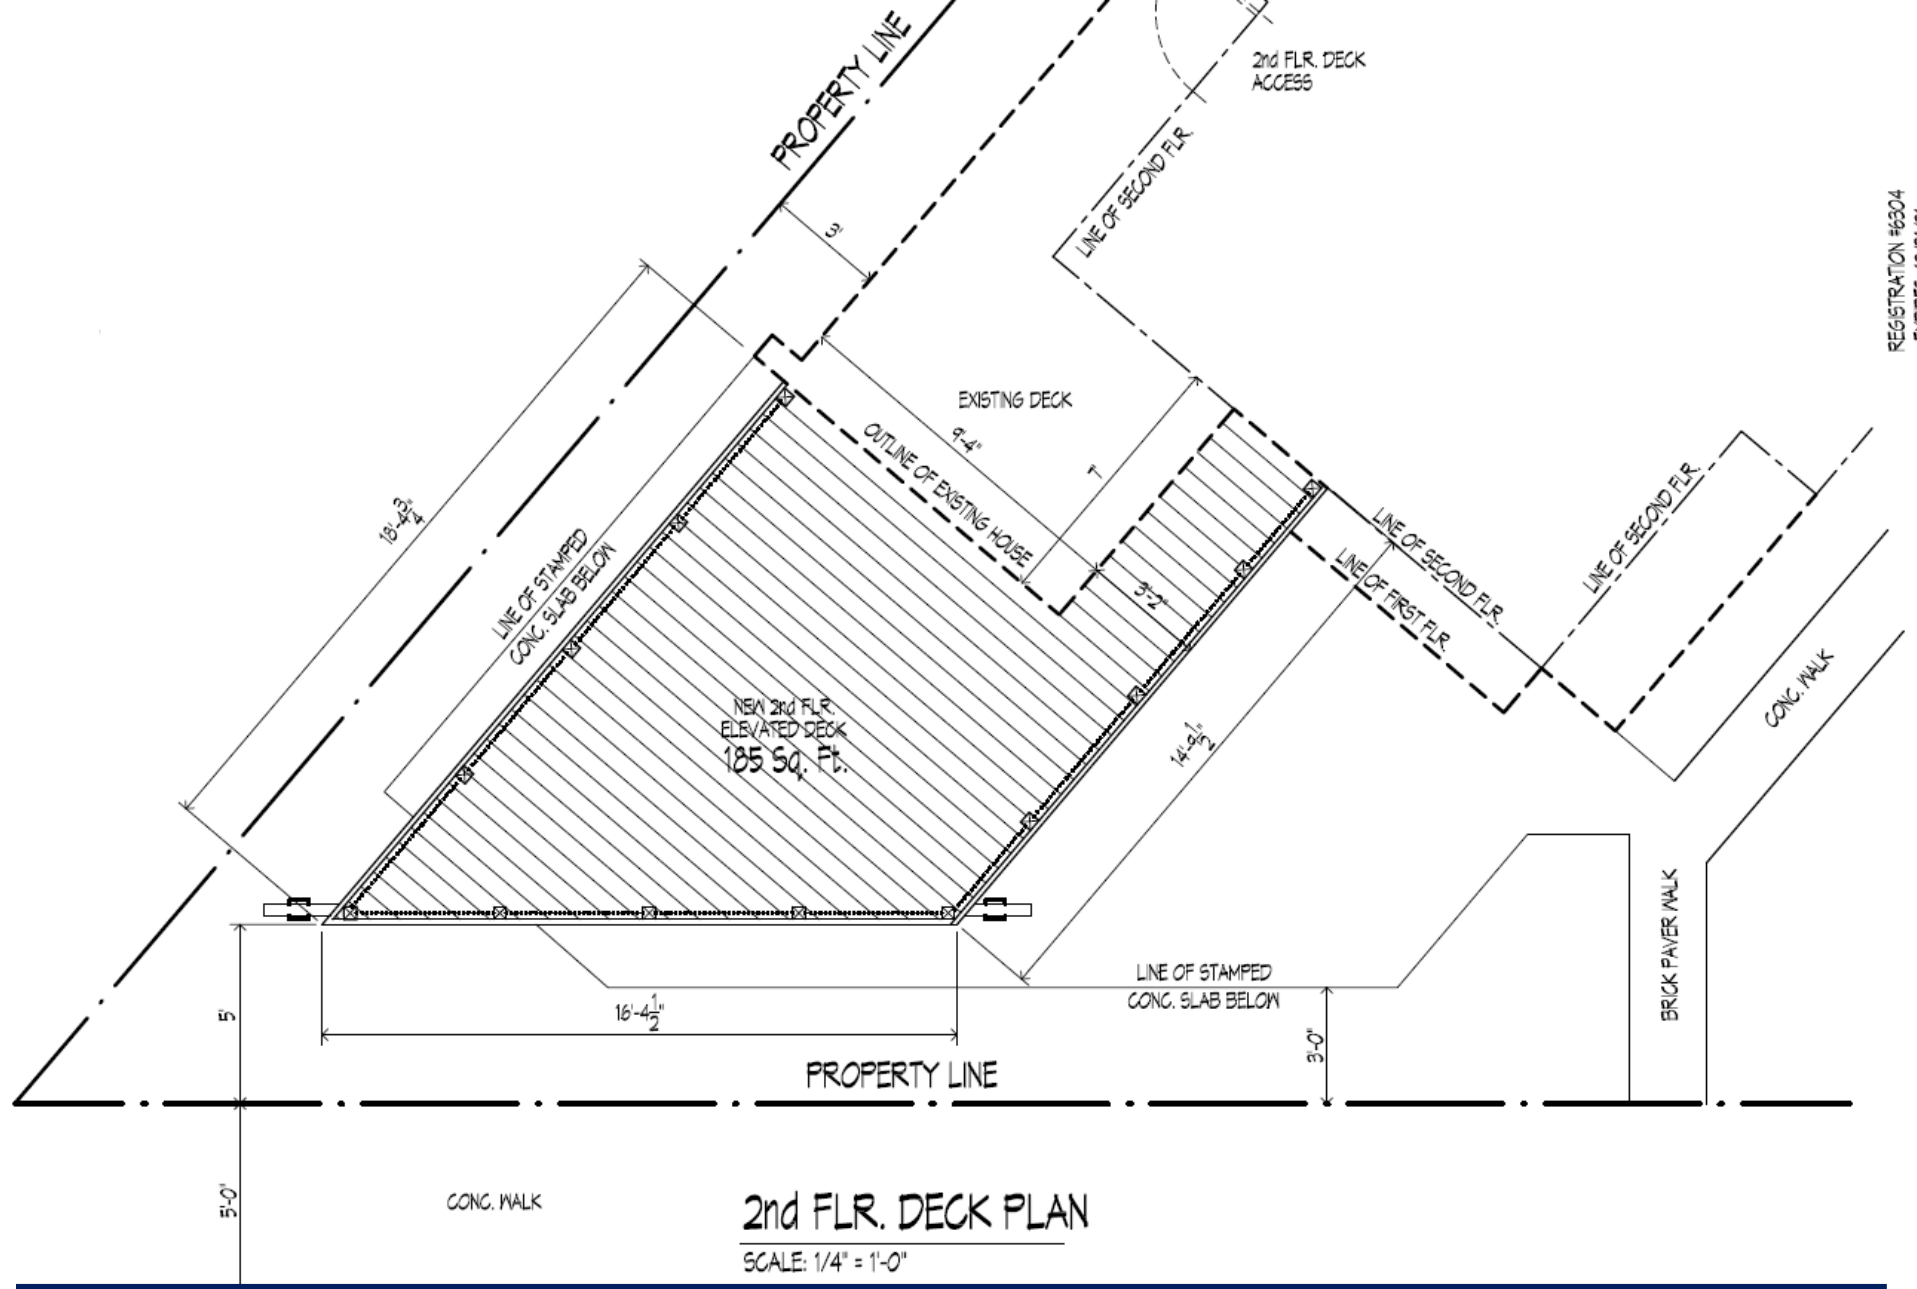 PROPERTY LINE
2nd FLR. DECK
ACCESS
LINE OF SECOND FLR.
REGISTRATION #6304
3'
EXISTING DECK
9'-4"
OUTLINE OF EXISTING HOUSE
7'
18'-4 3/4"
LINE OF STAMPED
CONC. SLAB BELOW
3'-2"
LINE OF SECOND FLR.
LINE OF FIRST FLR.
LINE OF SECOND FLR.
CONC. WALK
NEW 2nd FLR.
ELEVATED DECK
185 Sq. Ft.
14'-9 1/2"
BRICK PAVER WALK
LINE OF STAMPED
CONC. SLAB BELOW
5'
16'-4 1/2"
3'-0"
PROPERTY LINE
5'-0"
CONC. WALK
2nd FLR. DECK PLAN
SCALE: 1/4" = 1'-0"